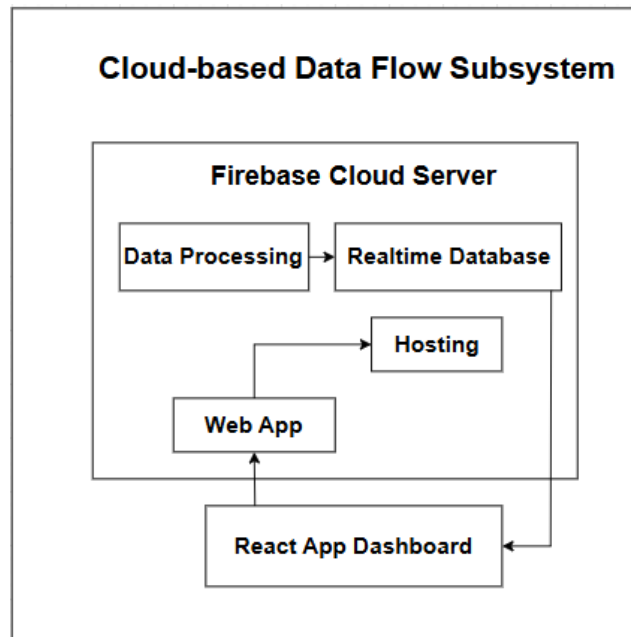 Cloud-based Data Flow Subsystem
Firebase Cloud Server
Data Processing
Realtime Database
Hosting
Web App
React App Dashboard